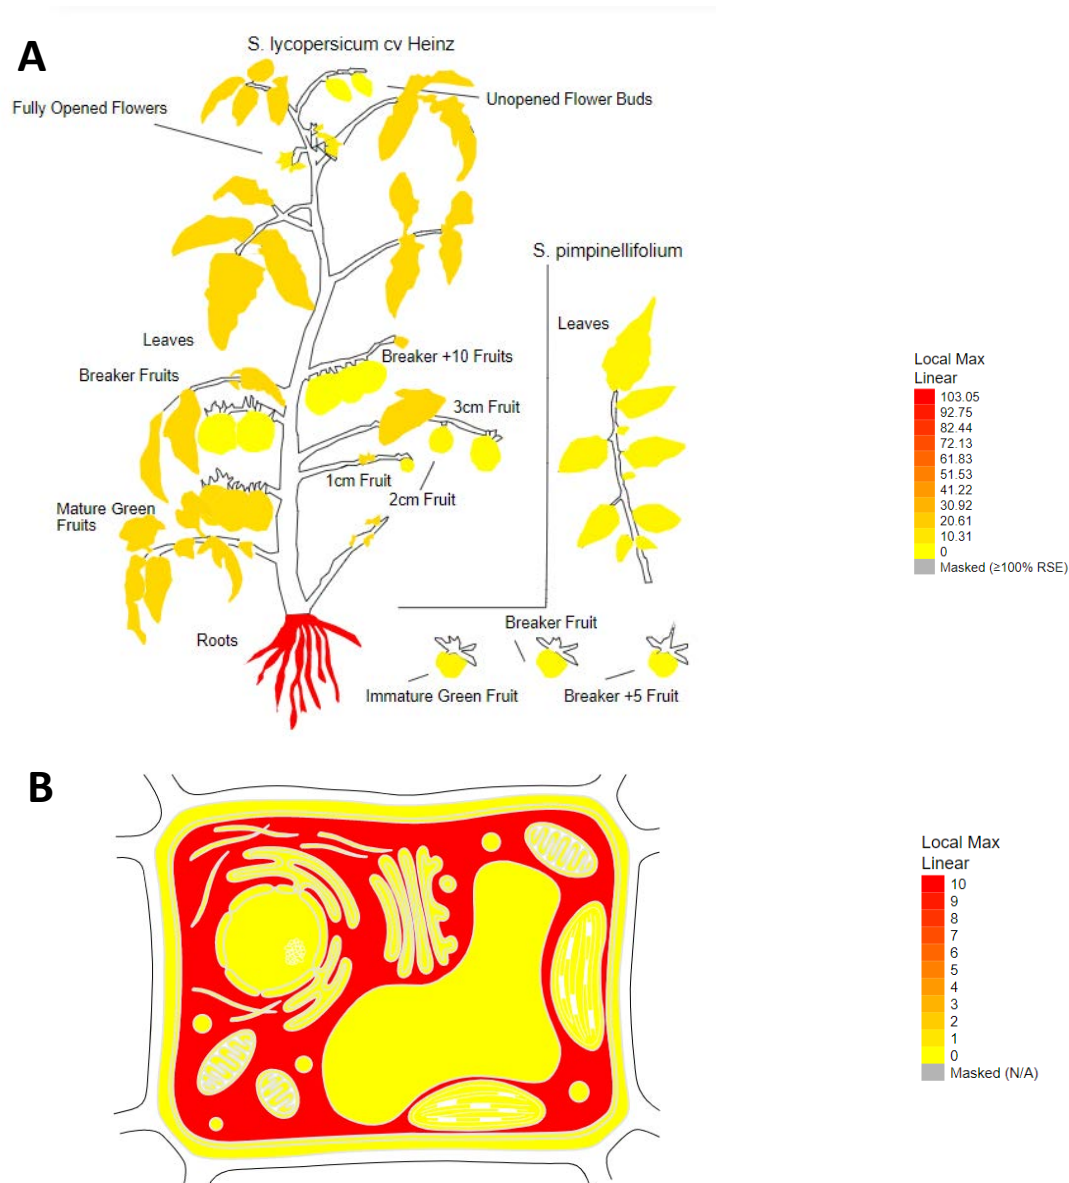 A
S. lycopersicum cv Heinz
Fully Opened Flowers
Unopened Flower Buds
S. pimpinellifolium
Leaves
Leaves
Breaker Fruits
Breaker +10 Fruits
3cm Fruit
1cm Fruit
2cm Fruit
Mature Green
Fruits
Roots
Breaker Fruit
Immature Green Fruit
Breaker +5 Fruit
Local Max
Linear
103.05
92.75
82.44
72.13
61.83
51.53
41.22
30.92
20.61
10.31
0
Masked (≥100% RSE)
B
Local Max
Linear
10
9
8
7
6
5
4
3
2
1
0
Masked (N/A)